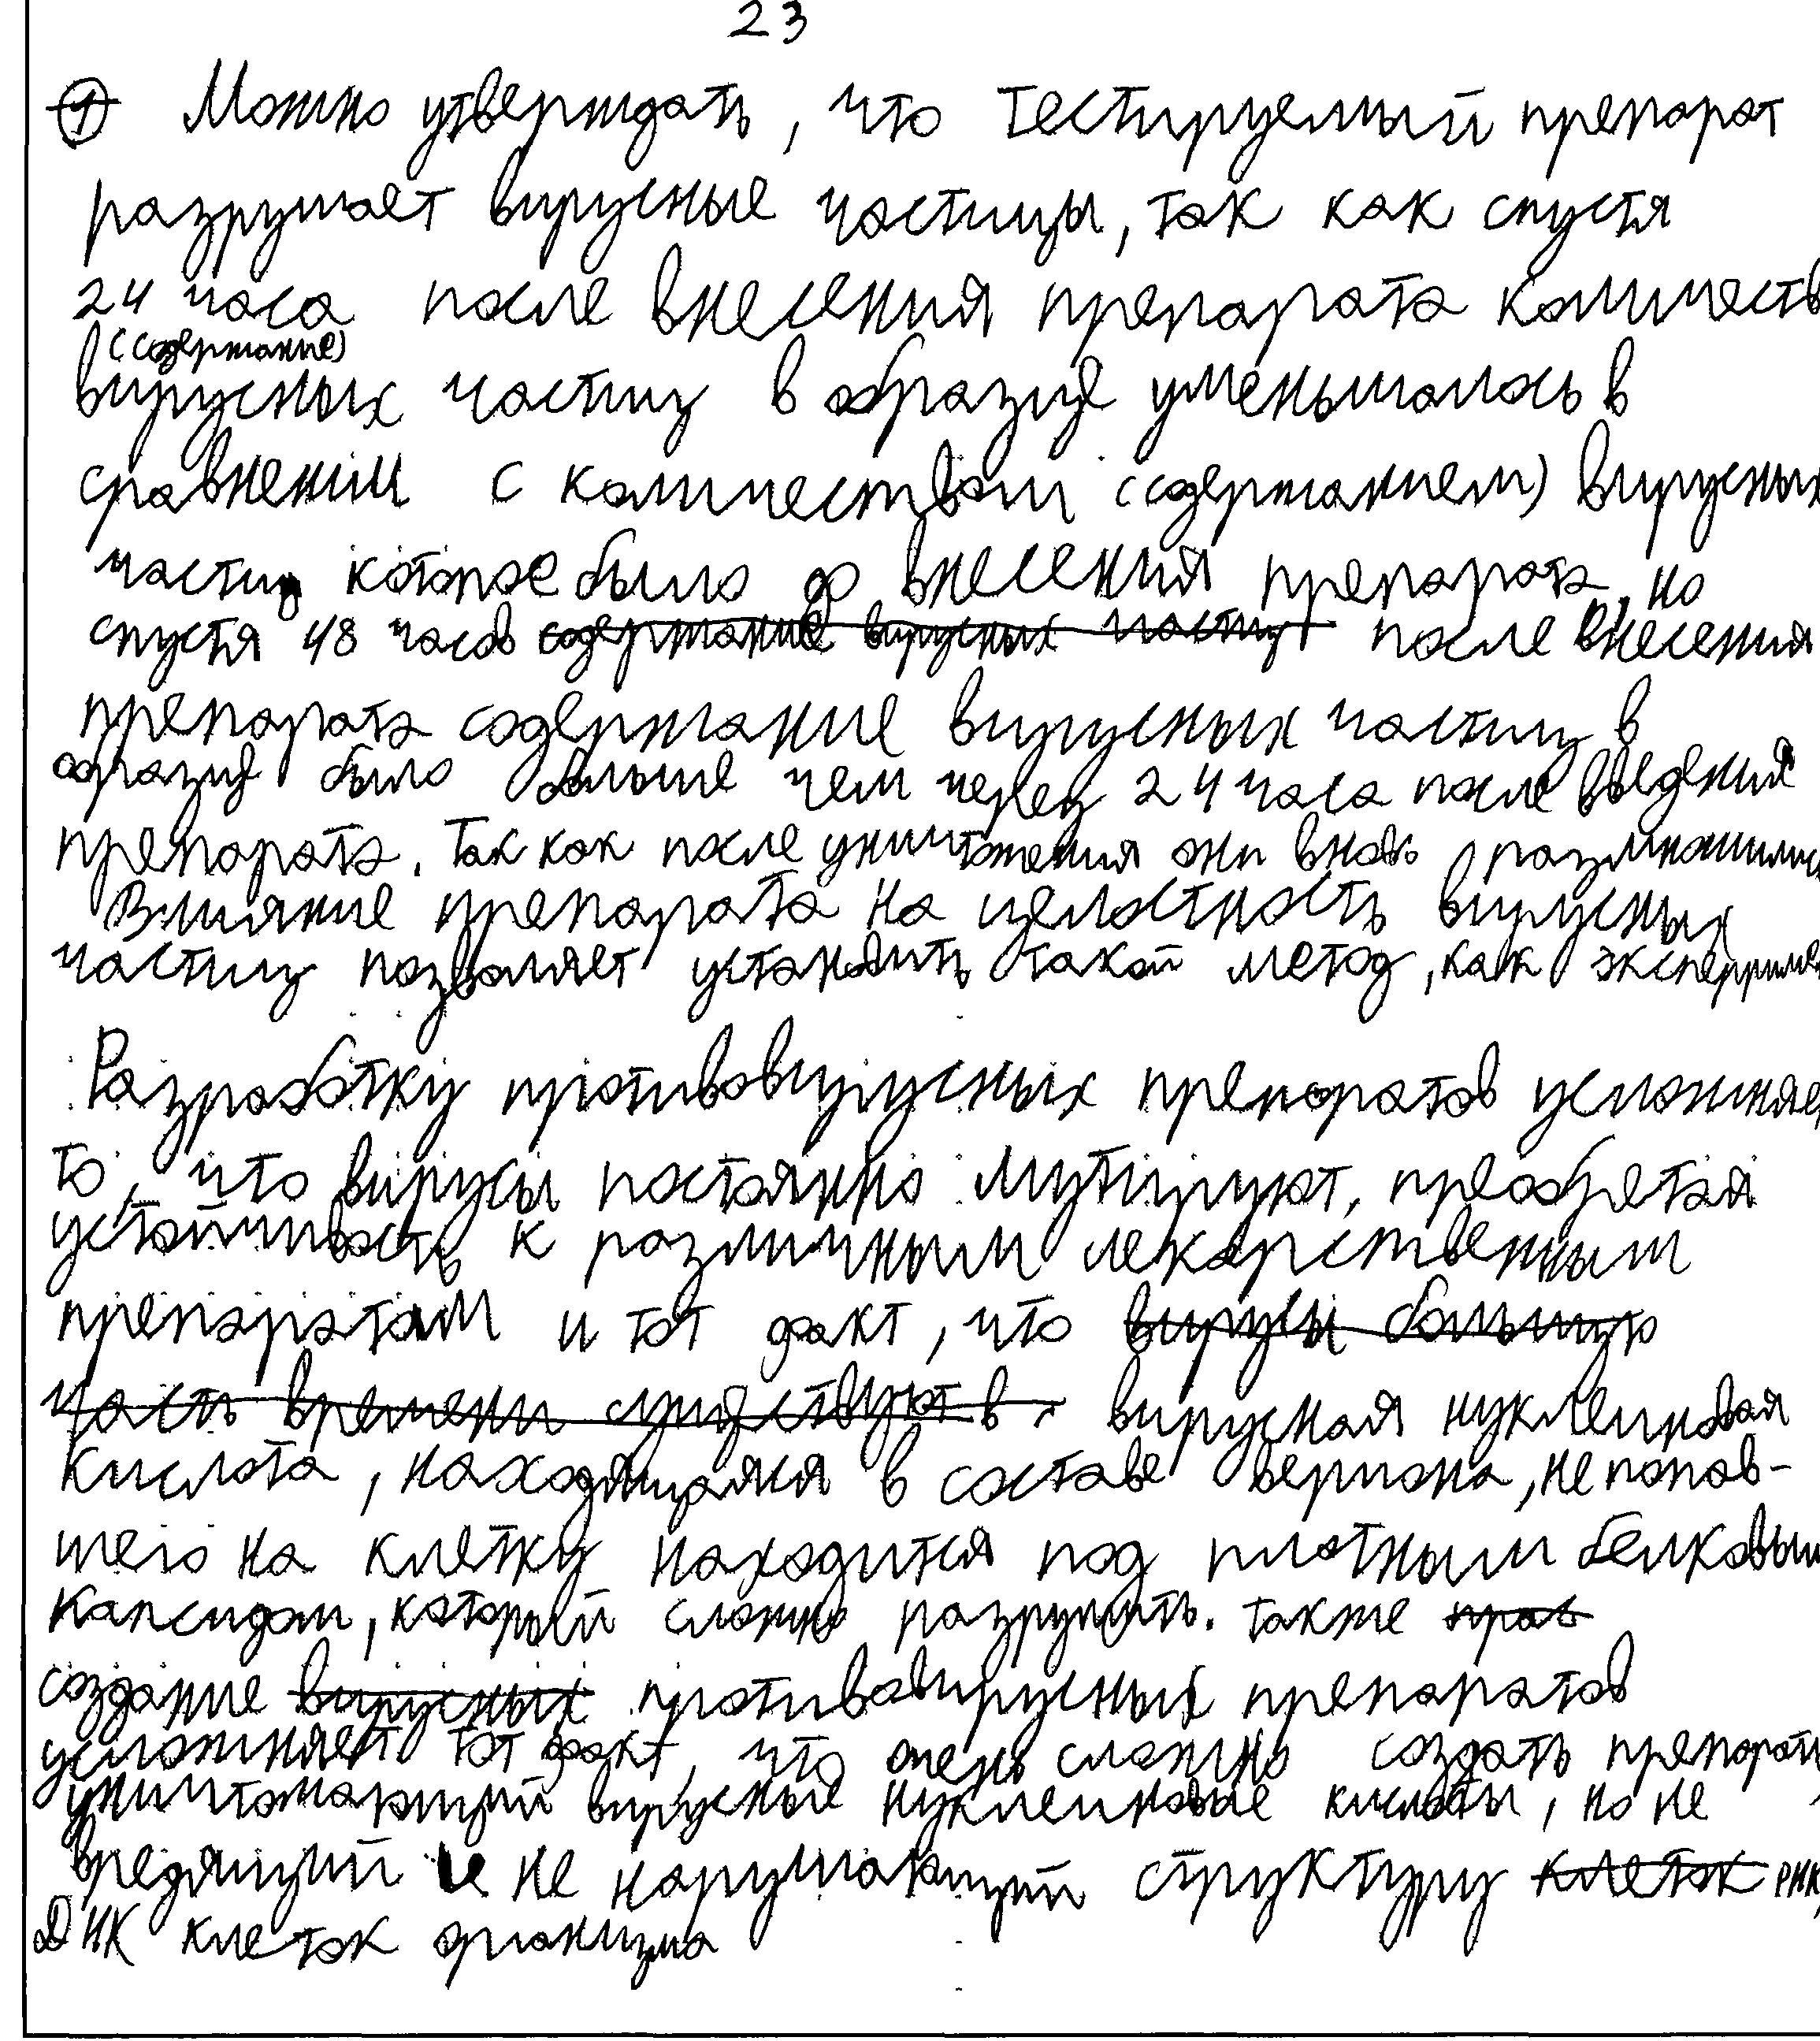 23
1 Можно утверждать, что тестируемый препарат
разрушает вирусные частицы, так как спустя
24 часа после внесения препарата количеств
(содержание)
вирусных частиц в образце уменьшалось в
сравнении с количеством (содержанием) вирусных
частиц которое было до внесения препарата, но
спустя 48 часов содержание вирусных частиц после внесения
препарата содержание вирусных частиц в
образце было больше чем через 24 часа после введения
препарата. Так как после уничтожения они вновь размножились
Влияние препарата на целостность вирусных
частиц позволяет установить такой метод, как эксперриме
Разработку противовирусных препаратов усложняе
то, что вирусы постоянно мутируют, преобретая
устойчивость к различным лекарственным
препаратам и тот факт, что вирусы большую
часть времени существуют в вирусная нуклеиновая
кислота, находящаяся в составе вериона, не попав-
шего на клетку находится под плотным белковым
капсидом, который сложно разрушить. Также прав
создание вирусных противовирусных препаратов
усложняет тот факт, что очень сложно создать препарат
уничтожающий вирусные нуклеиновые кислоты, но не
вредящий и не нарушающий структуру клеток РНК,
ДНК клеток организма